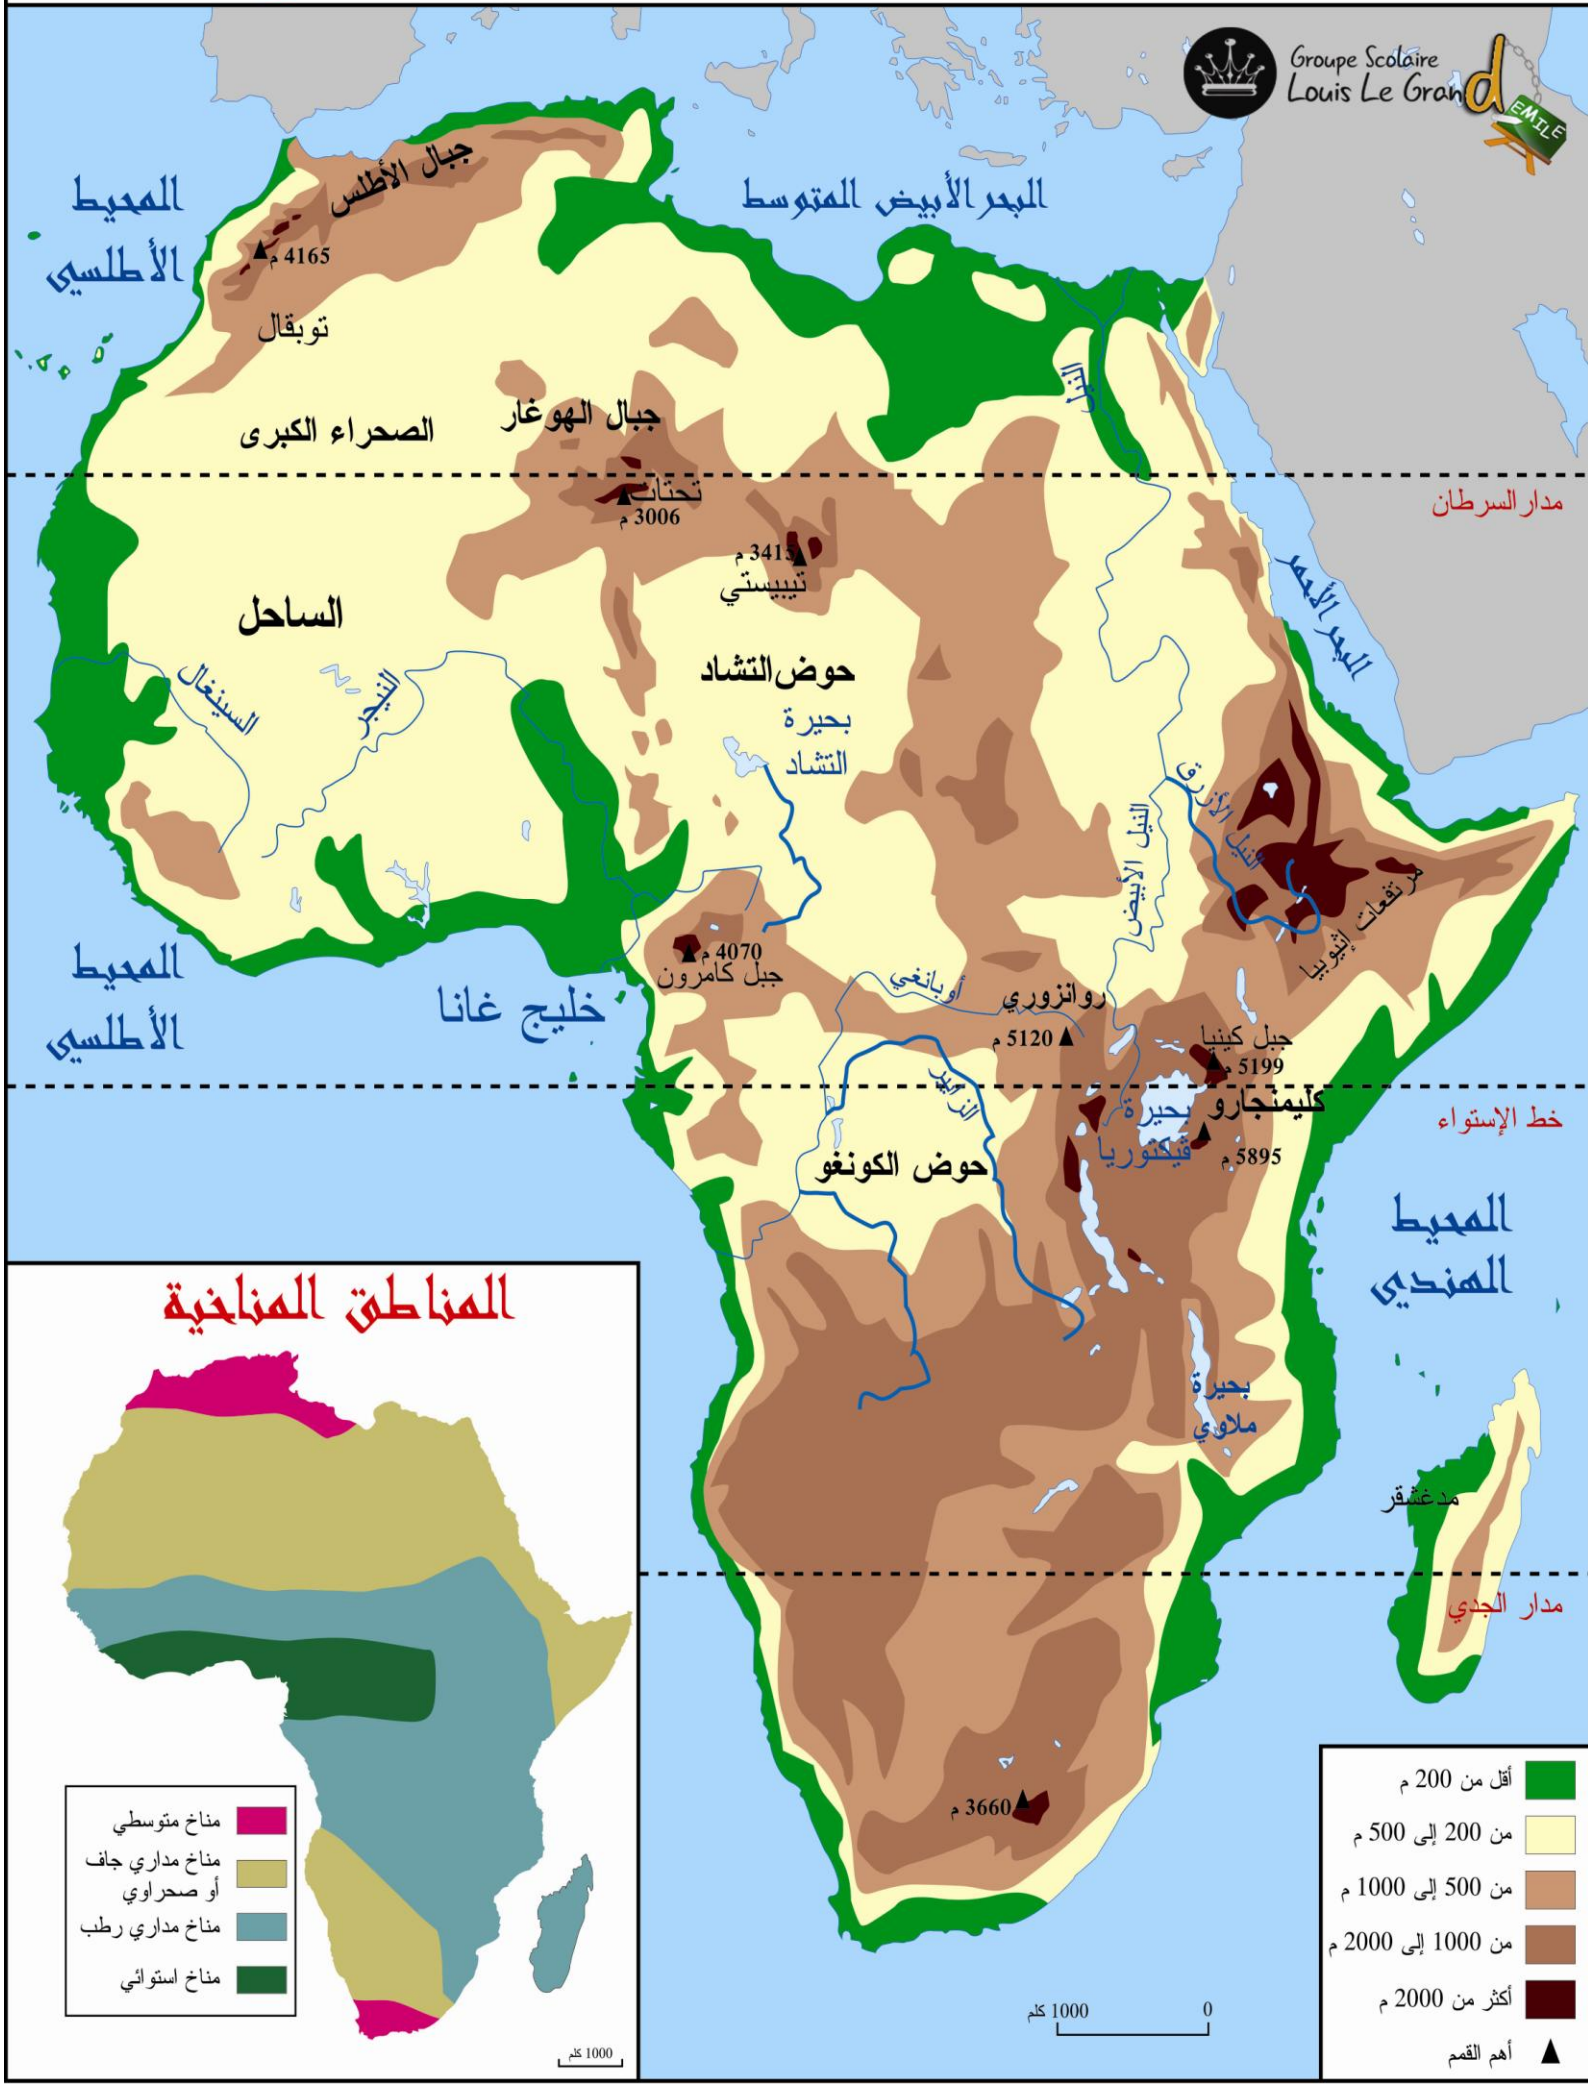 Groupe Scolaire
Louis Le Grand
EMILE
جبال الأطلس
المحيط
الأطلسي
البحر الأبيض المتوسط
4165 م
توبقال
النيل
جبال الهوغار
الصحراء الكبرى
مدار السرطان
تحتات
3006 م
3415 م
تيبيستي
البحر الأحمر
الساحل
حوض التشاد
السينغال
النيجر
بحيرة
التشاد
النيل الأزرق
النيل الأبيض
مرتفعات إثيوبيا
المحيط
الأطلسي
4070 م
جبل كامرون
خليج غانا
أوبانغي
روانزوري
5120 م
جبل كينيا
5199 م
الزايير
كليمنجارو
بحيرة
ڤيكتوريا
5895 م
خط الإستواء
حوض الكونغو
المحيط
الهندي
بحيرة
ملاوي
مدغشقر
مدار الجدي
3660 م
المناطق المناخية
مناخ متوسطي
مناخ مداري جاف
أو صحراوي
مناخ مداري رطب
مناخ استوائي
1000 كلم
1000 كلم
0
أقل من 200 م
من 200 إلى 500 م
من 500 إلى 1000 م
من 1000 إلى 2000 م
أكثر من 2000 م
أهم القمم